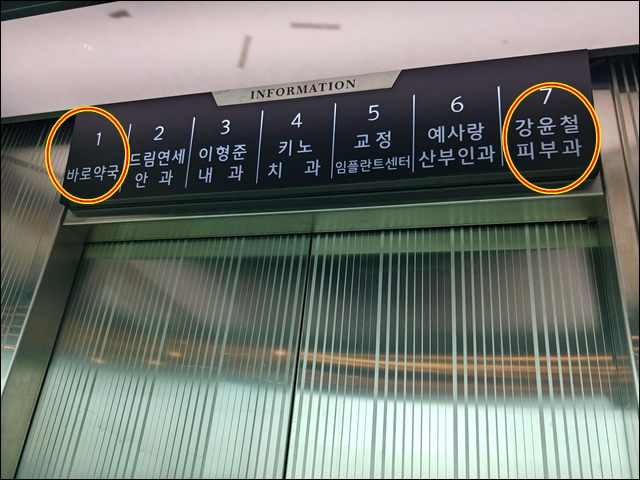 INFORMATION
1
바로약국
2
드림연세
안 과
3
이형준
내 과
4
키노
치 과
5
교정
임플란트센터
6
예사랑
산부인과
7
강윤철
피부과